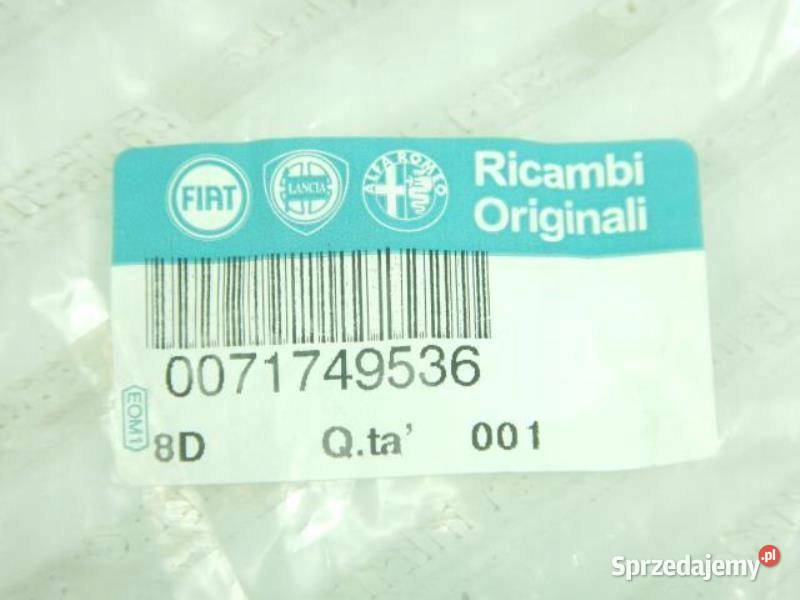 FIAT
LANCIA
ALFA ROMEO
Ricambi
Originali
0071749536
EOM1
8D Q.ta' 001
Sprzedajemy.pl